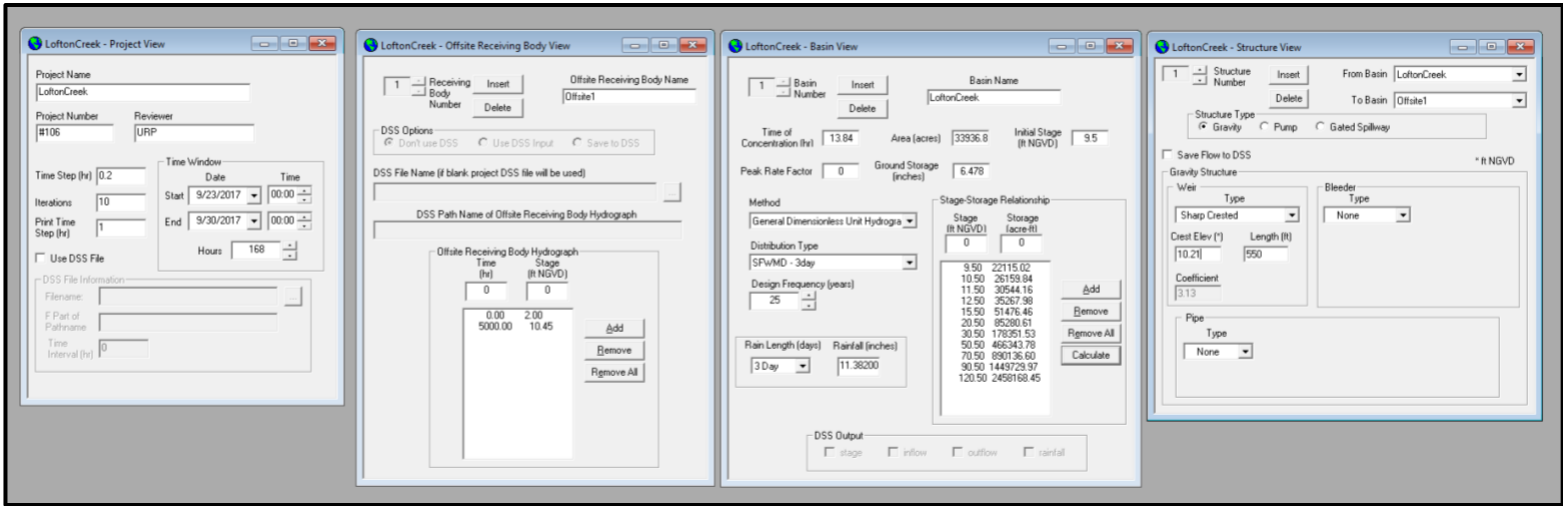 LoftonCreek - Project View
Project Name
LoftonCreek
Project Number Reviewer
#106 URP
Time Step (hr) 0.2
Iterations 10
Print Time Step (hr) 1
Use DSS File
Time Window
Date Time
Start 9/23/2017 00:00
End 9/30/2017 00:00
Hours 168
DSS File Information
Filename: ...
F Part of Pathname
Time Interval (hr) 0
LoftonCreek - Offsite Receiving Body View
1 Receiving Body Number
Insert
Delete
Offsite Receiving Body Name
Offsite1
DSS Options
Don't use DSS Use DSS Input Save to DSS
DSS File Name (if blank project DSS file will be used)
...
DSS Path Name of Offsite Receiving Body Hydrograph
Offsite Receiving Body Hydrograph
Time (hr) Stage (ft NGVD)
0 0
0.00 2.00
5000.00 10.45
Add
Remove
Remove All
LoftonCreek - Basin View
1 Basin Number
Insert
Delete
Basin Name
LoftonCreek
Time of Concentration (hr) 13.84 Area (acres) 33936.8 Initial Stage (ft NGVD) 9.5
Peak Rate Factor 0 Ground Storage (inches) 6.478
Method
General Dimensionless Unit Hydrogra
Distribution Type
SFWMD - 3day
Design Frequency (years)
25
Rain Length (days) Rainfall (inches)
3 Day 11.38200
Stage-Storage Relationship
Stage (ft NGVD) Storage (acre-ft)
0 0
9.50 22115.02
10.50 26159.84
11.50 30544.16
12.50 35267.98
15.50 51476.46
20.50 85280.61
30.50 178351.53
50.50 466343.78
70.50 890136.60
90.50 1449729.97
120.50 2458168.45
Add
Remove
Remove All
Calculate
DSS Output
stage inflow outflow rainfall
LoftonCreek - Structure View
1 Structure Number
Insert
Delete
From Basin LoftonCreek
To Basin Offsite1
Structure Type
Gravity Pump Gated Spillway
Save Flow to DSS
* ft NGVD
Gravity Structure
Weir
Type
Sharp Crested
Crest Elev (*) Length (ft)
10.21 550
Coefficient
3.13
Bleeder
Type
None
Pipe
Type
None